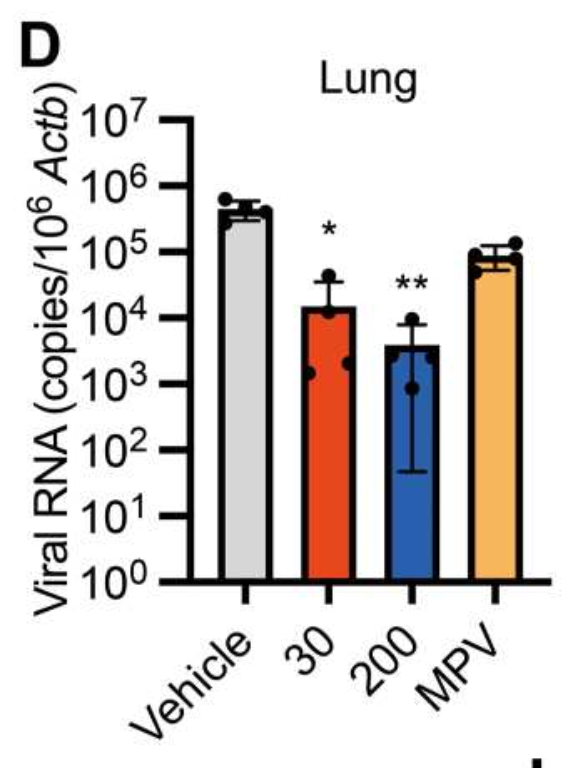 D
Lung
Viral RNA (copies/10⁶ Actb)
10⁷
10⁶
10⁵
10⁴
10³
10²
10¹
10⁰
*
**
Vehicle
30
200
MPV